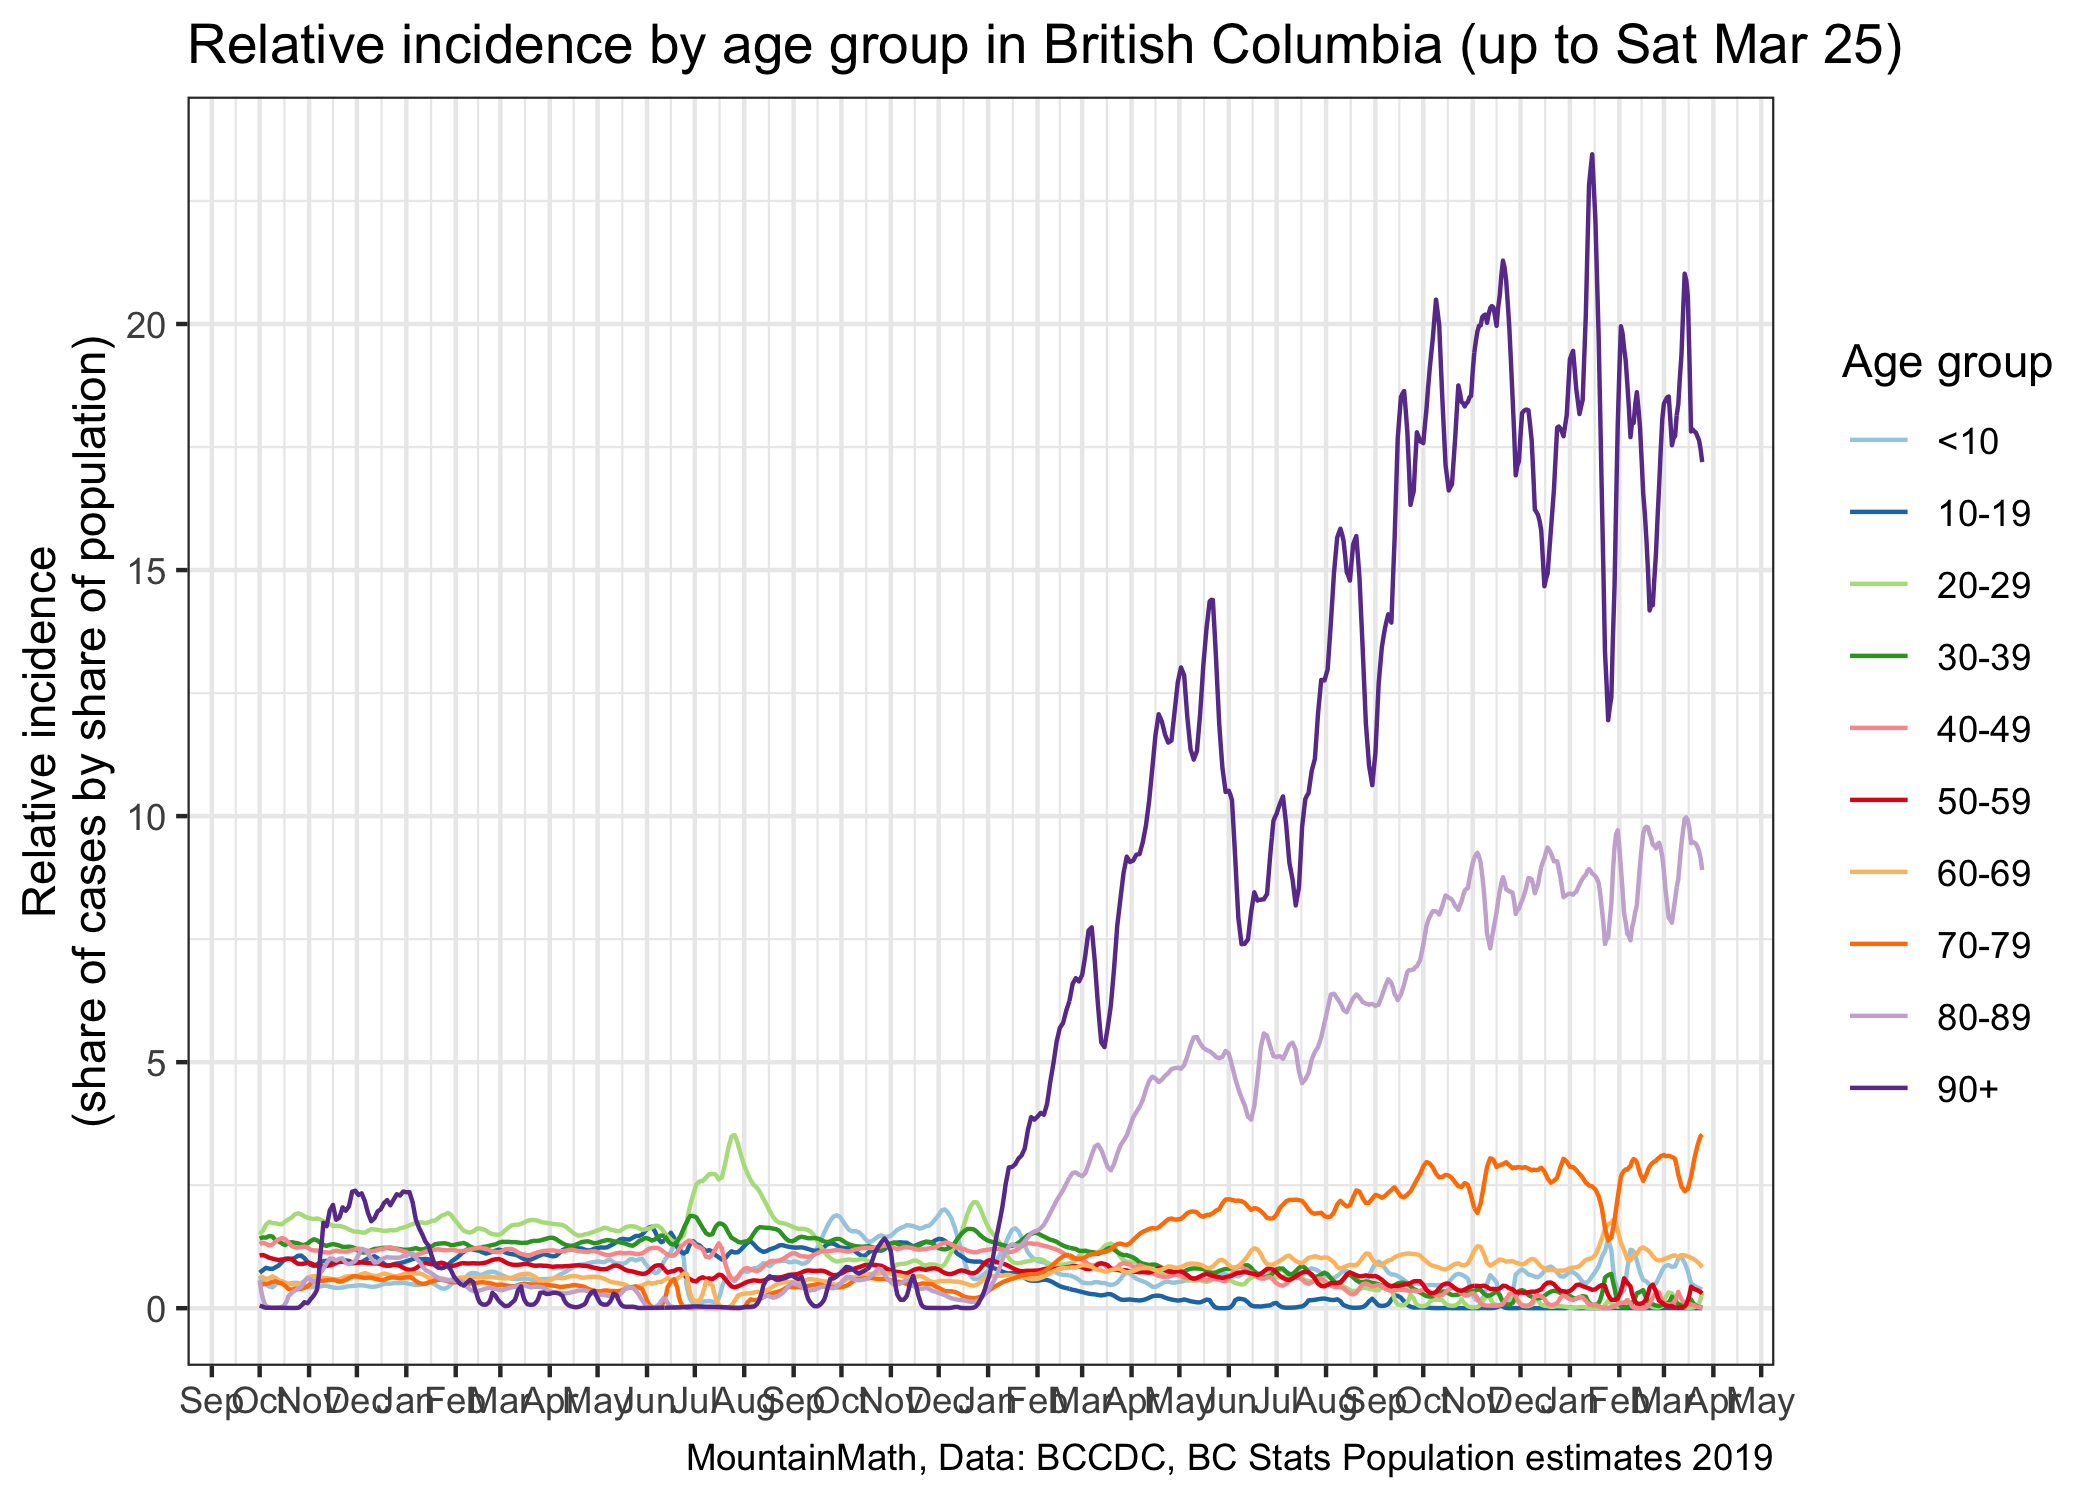 Relative incidence by age group in British Columbia (up to Sat Mar 25)
Relative incidence
(share of cases by share of population)
20
15
10
5
0
Sep Oct Nov Dec Jan Feb Mar Apr May Jun Jul Aug Sep Oct Nov Dec Jan Feb Mar Apr May Jun Jul Aug Sep Oct Nov Dec Jan Feb Mar Apr May
Age group
<10
10-19
20-29
30-39
40-49
50-59
60-69
70-79
80-89
90+
MountainMath, Data: BCCDC, BC Stats Population estimates 2019